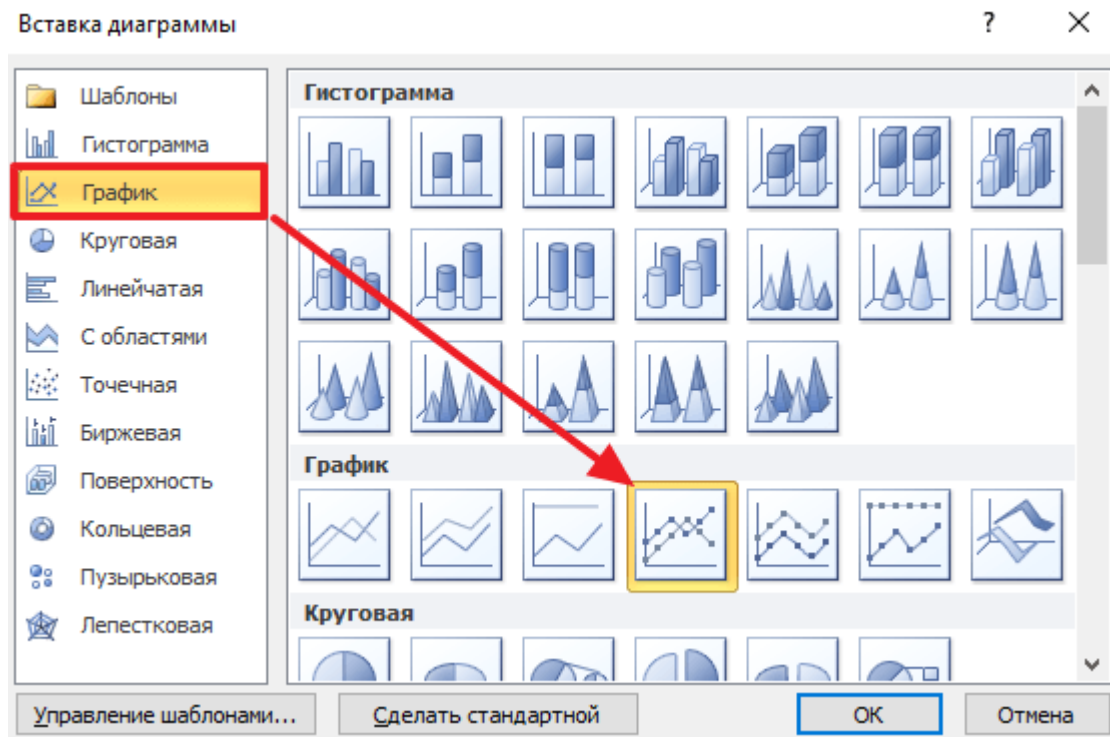 Вставка диаграммы
?
Шаблоны
Гистограмма
График
Круговая
Линейчатая
С областями
Точечная
Биржевая
Поверхность
Кольцевая
Пузырьковая
Лепестковая
Гистограмма
График
Круговая
Управление шаблонами...
Сделать стандартной
ОК
Отмена